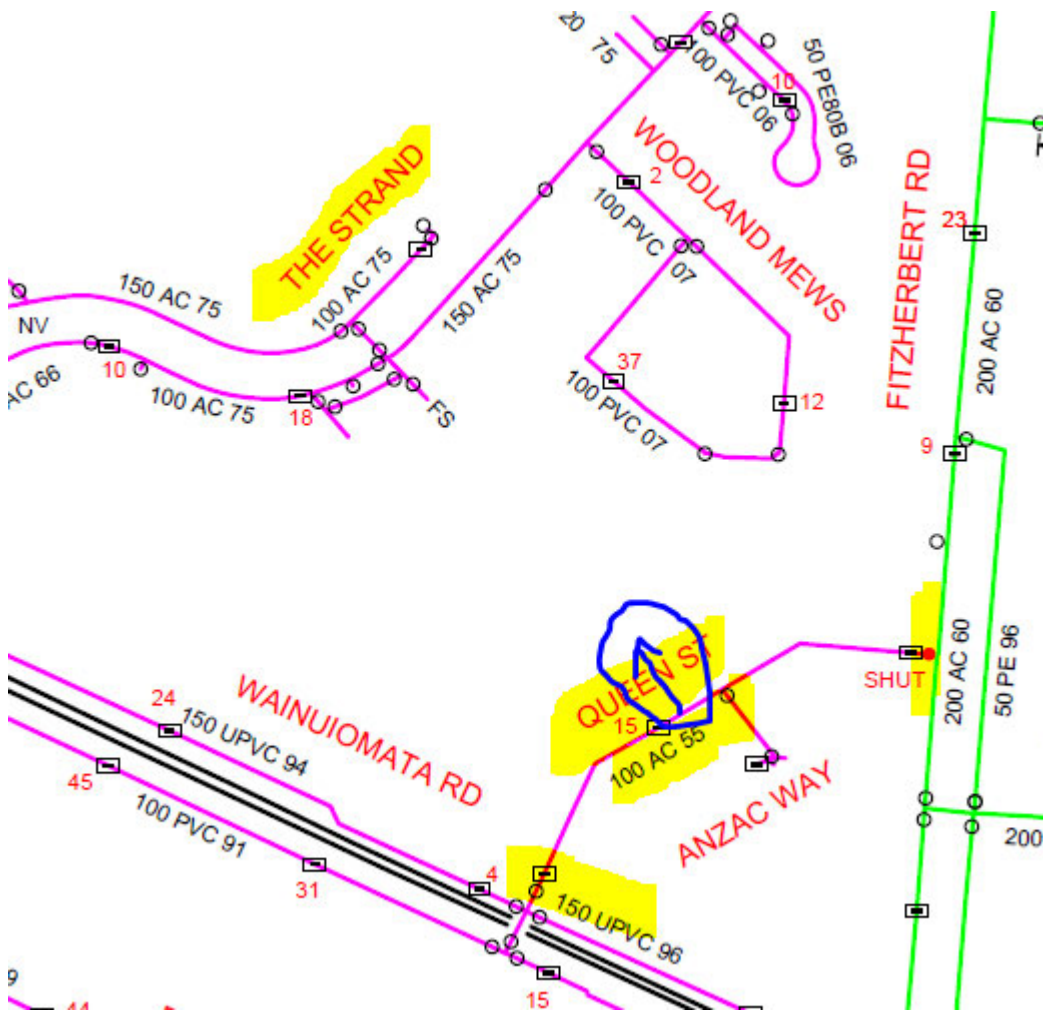 20 75
100 PVC 06
50 PE80B 06
10
THE STRAND
WOODLAND MEWS
2
100 PVC 07
FITZHERBERT RD
23
150 AC 75
100 AC 75
150 AC 75
200 AC 60
NV
10
AC 66
100 AC 75
18
FS
37
100 PVC 07
12
9
200 AC 60
50 PE 96
QUEEN ST
SHUT
15
100 AC 55
WAINUIOMATA RD
24
150 UPVC 94
45
100 PVC 91
ANZAC WAY
31
4
150 UPVC 96
200
15
9
44